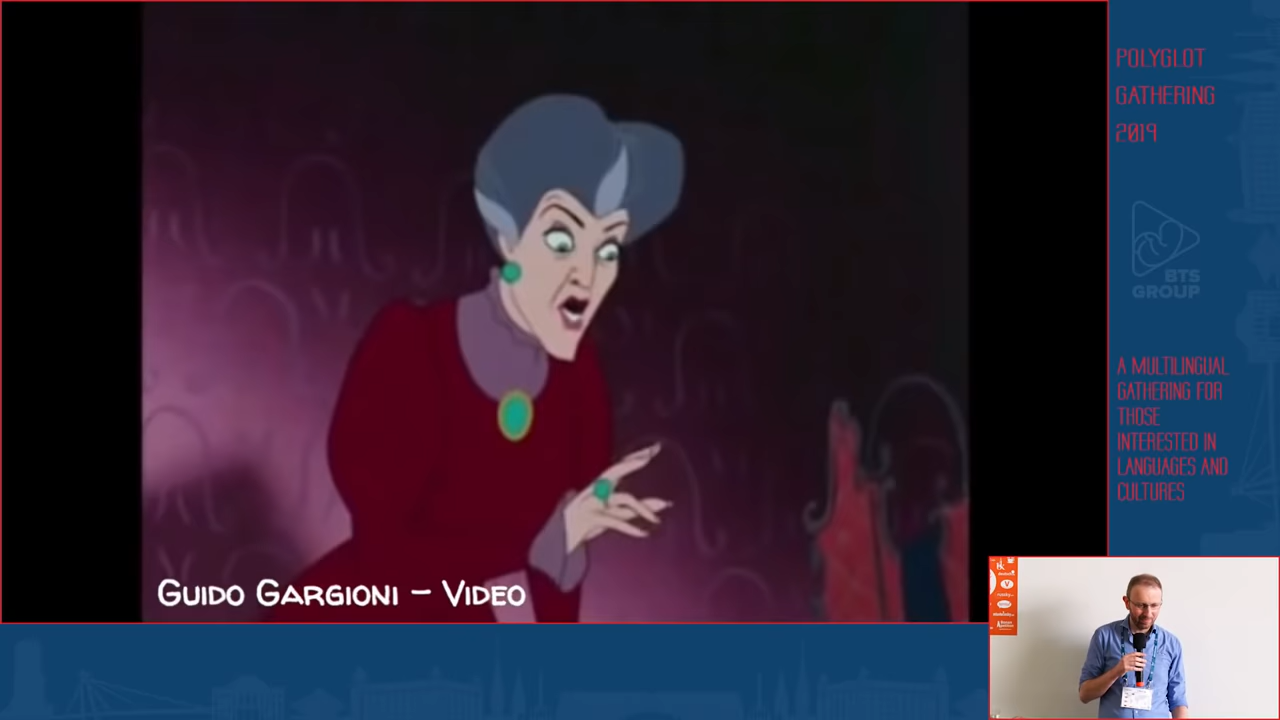 GUIDO GARGIONI – VIDEO
POLYGLOT
GATHERING
2019
BTS
GROUP
A MULTILINGUAL
GATHERING FOR
THOSE
INTERESTED IN
LANGUAGES AND
CULTURES